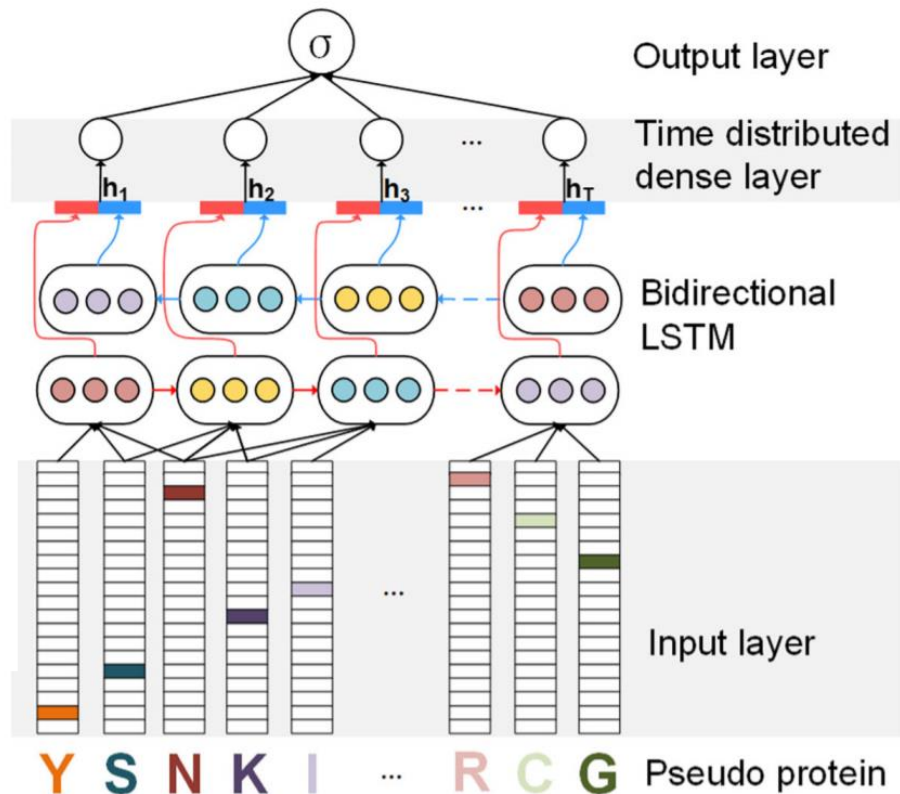 σ
Output layer
Time distributed
dense layer
...
h1 h2 h3 ... hT
Bidirectional
LSTM
...
Input layer
Y S N K I ... R C G
Pseudo protein